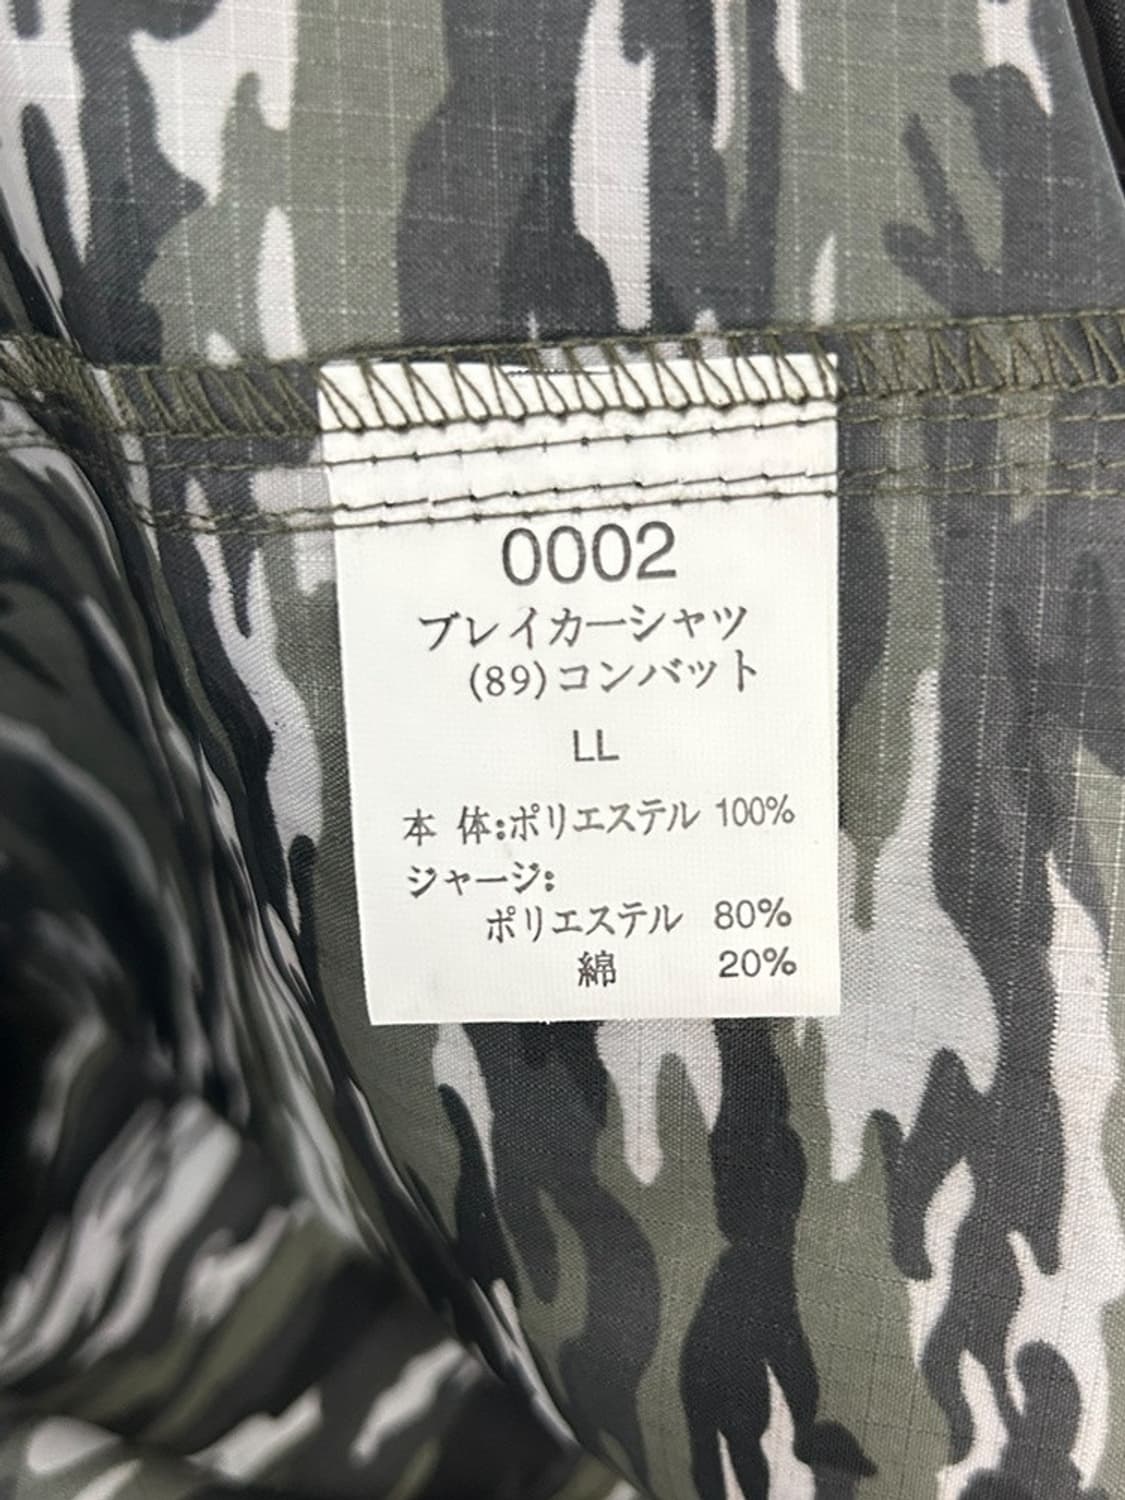 0002
ブレイカーシャツ
(89)コンバット
LL
本 体:ポリエステル 100%
ジャージ:
ポリエステル 80%
綿 20%